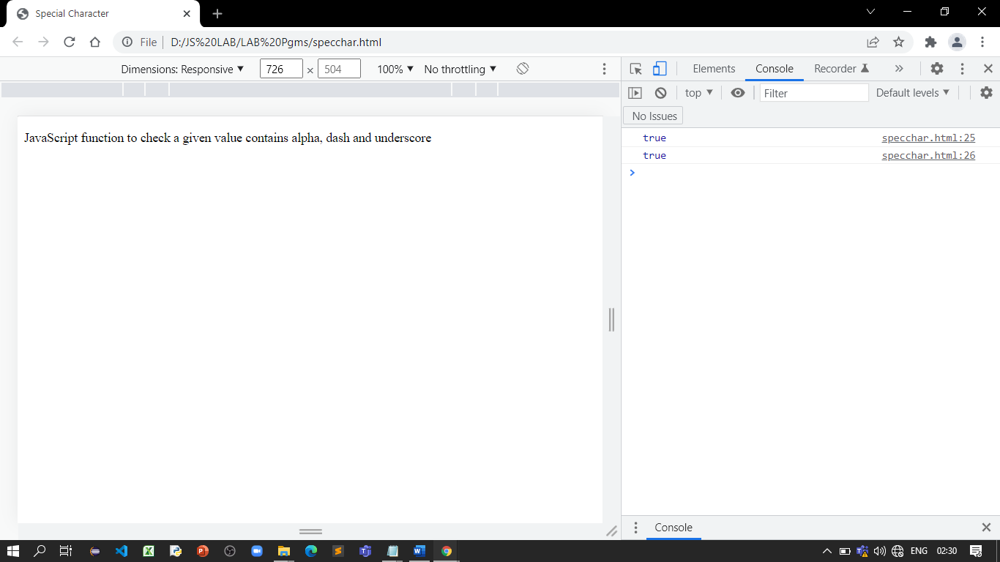 Special Character
File D:/JS%20LAB/LAB%20Pgms/specchar.html
Dimensions: Responsive ▼ 726 × 504 100% ▼ No throttling ▼
Elements Console Recorder »
top ▼ Filter Default levels ▼
No Issues
JavaScript function to check a given value contains alpha, dash and underscore
true specchar.html:25
true specchar.html:26
>
Console
ENG 02:30